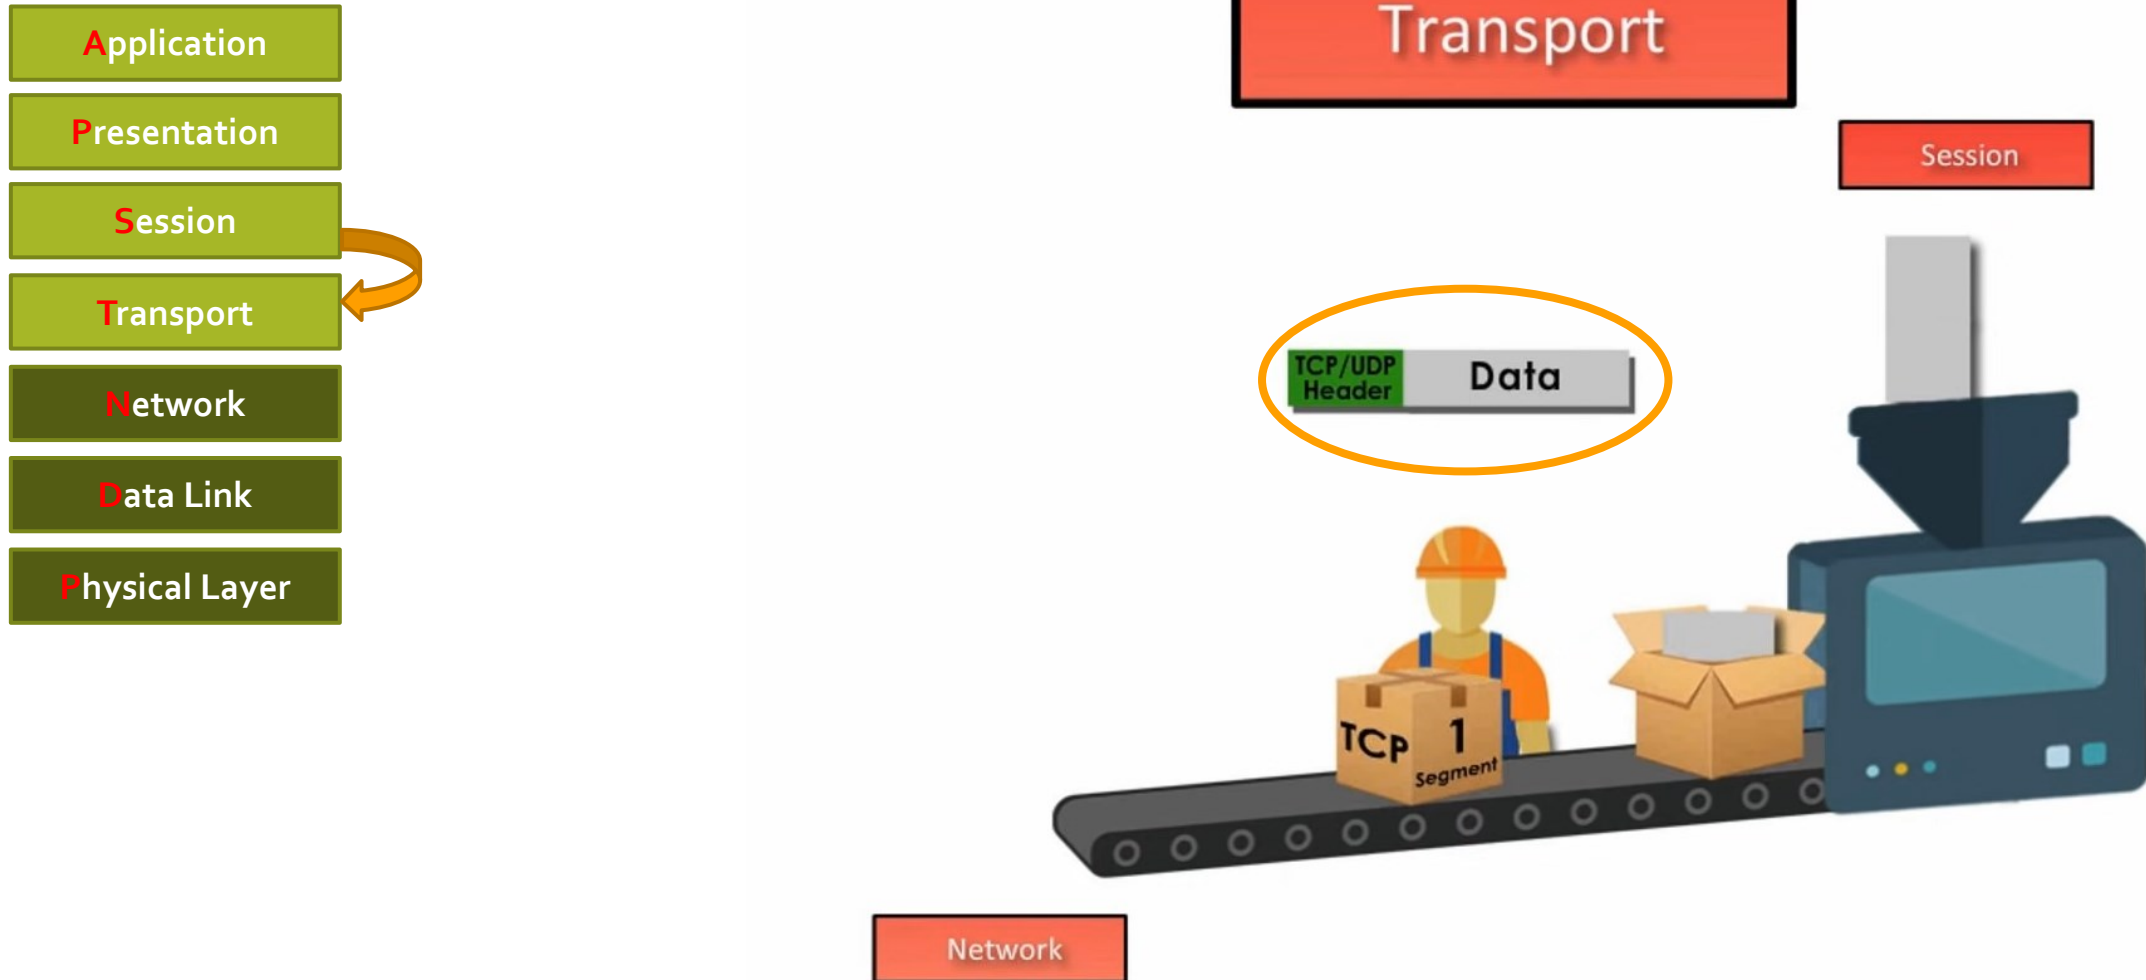 Application
Presentation
Session
Transport
Network
Data Link
Physical Layer
Transport
Session
TCP/UDP
Header
Data
TCP
1
Segment
Network